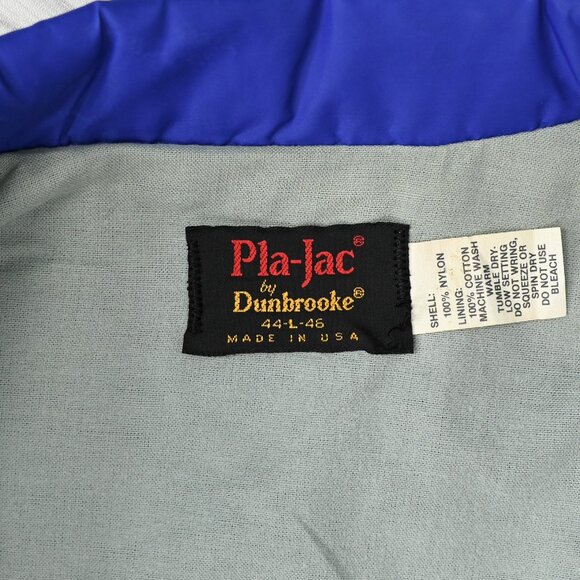 Pla-Jac®
by
Dunbrooke®
44-L-46
MADE IN USA
SHELL:
100% NYLON
LINING:
100% COTTON
MACHINE WASH
WARM
TUMBLE DRY-
LOW SETTING
DO NOT WRING,
SQUEEZE OR
SPIN DRY
DO NOT USE
BLEACH